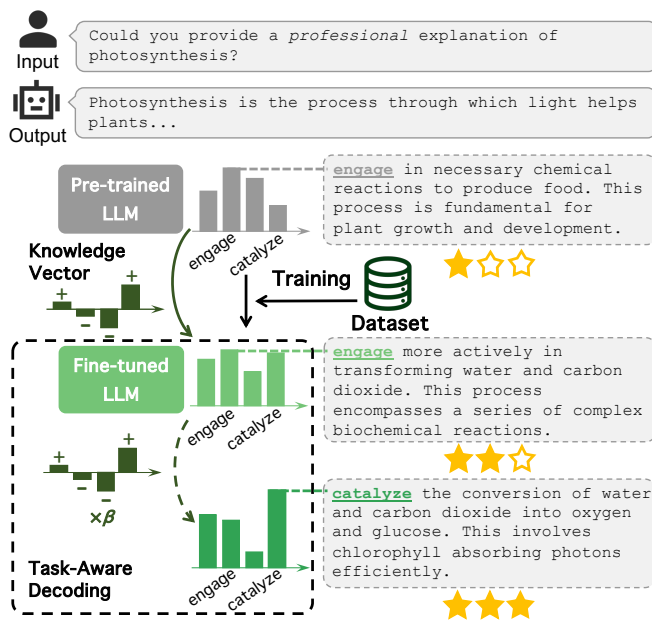 Could you provide a professional explanation of
photosynthesis?
Input
Photosynthesis is the process through which light helps
plants...
Output
Pre-trained
LLM
engage
catalyze
engage in necessary chemical
reactions to produce food. This
process is fundamental for
plant growth and development.
Knowledge
Vector
+
+
−
−
Training
Dataset
Fine-tuned
LLM
engage
catalyze
engage more actively in
transforming water and carbon
dioxide. This process
encompasses a series of complex
biochemical reactions.
+
+
−
−
×β
Task-Aware
Decoding
engage
catalyze
catalyze the conversion of water
and carbon dioxide into oxygen
and glucose. This involves
chlorophyll absorbing photons
efficiently.